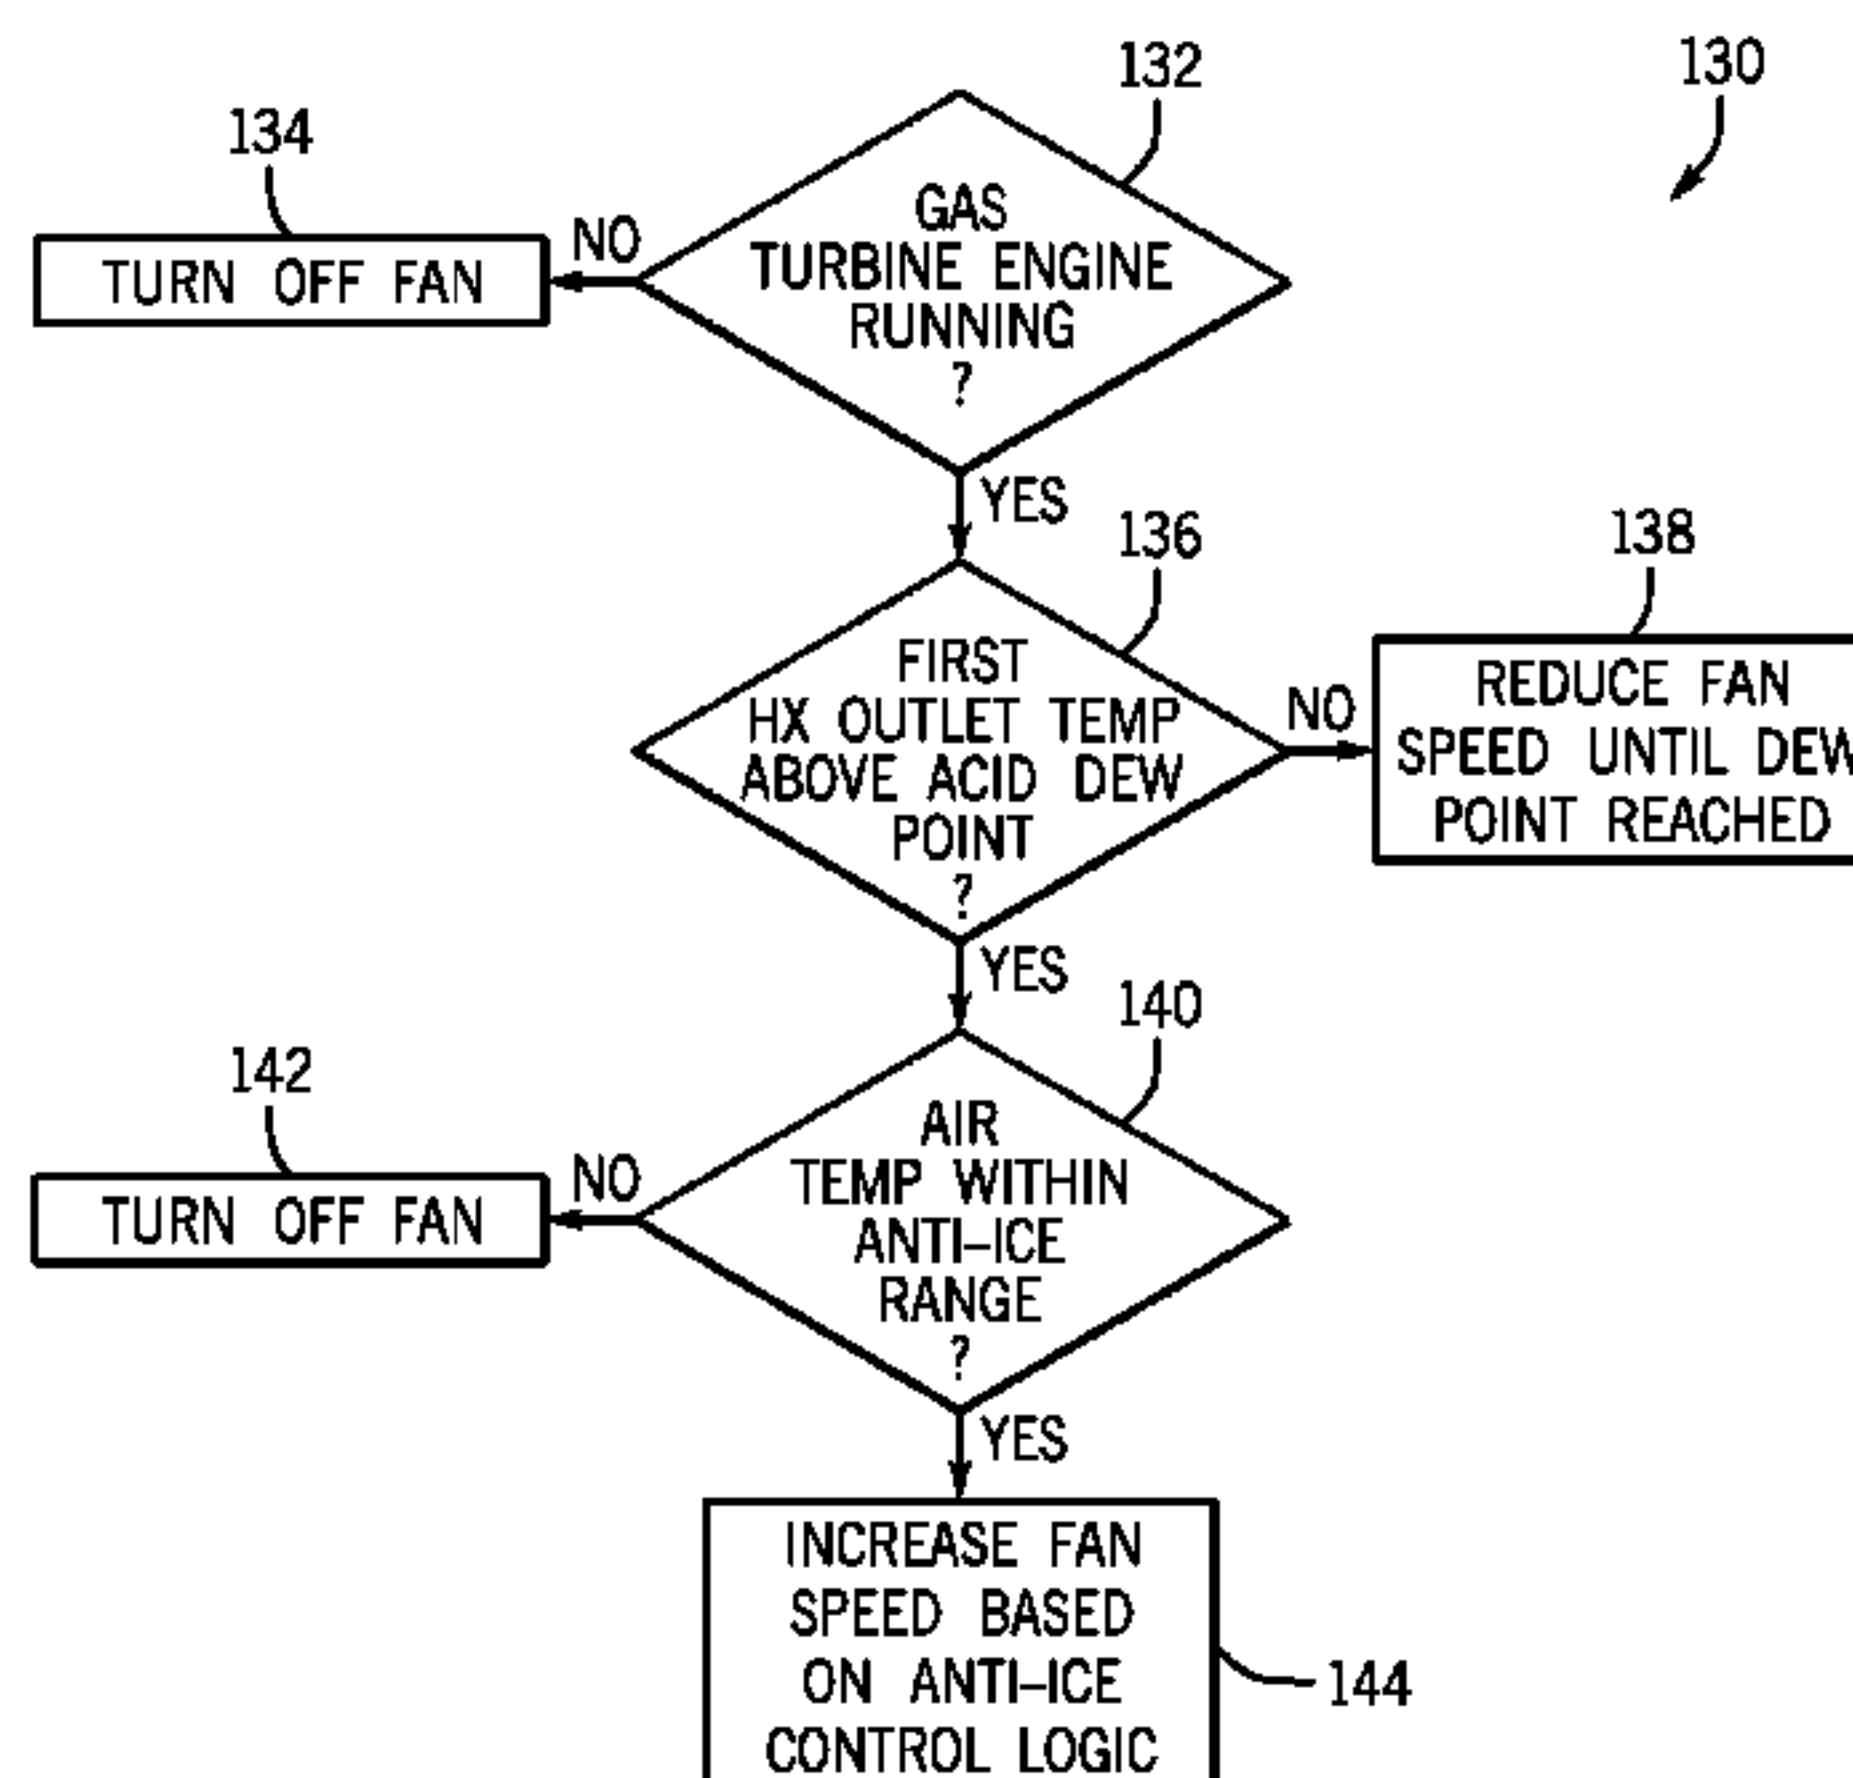 132
130
134
GAS
TURBINE ENGINE
RUNNING
?
NO
TURN OFF FAN
YES
136
138
FIRST
HX OUTLET TEMP
ABOVE ACID DEW
POINT
?
NO
REDUCE FAN
SPEED UNTIL DEW
POINT REACHED
YES
140
142
AIR
TEMP WITHIN
ANTI-ICE
RANGE
?
NO
TURN OFF FAN
YES
INCREASE FAN
SPEED BASED
ON ANTI-ICE
CONTROL LOGIC
144